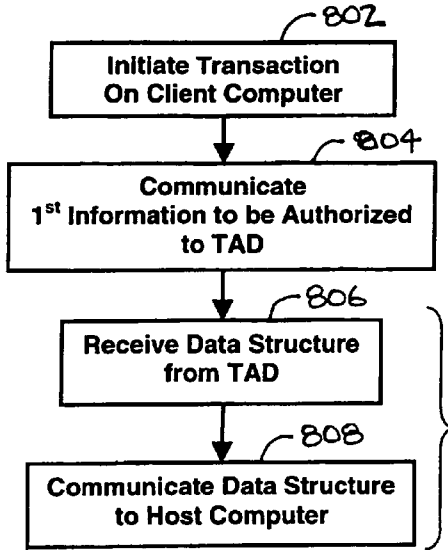 802
Initiate Transaction
On Client Computer
804
Communicate
1st Information to be Authorized
to TAD
806
Receive Data Structure
from TAD
808
Communicate Data Structure
to Host Computer